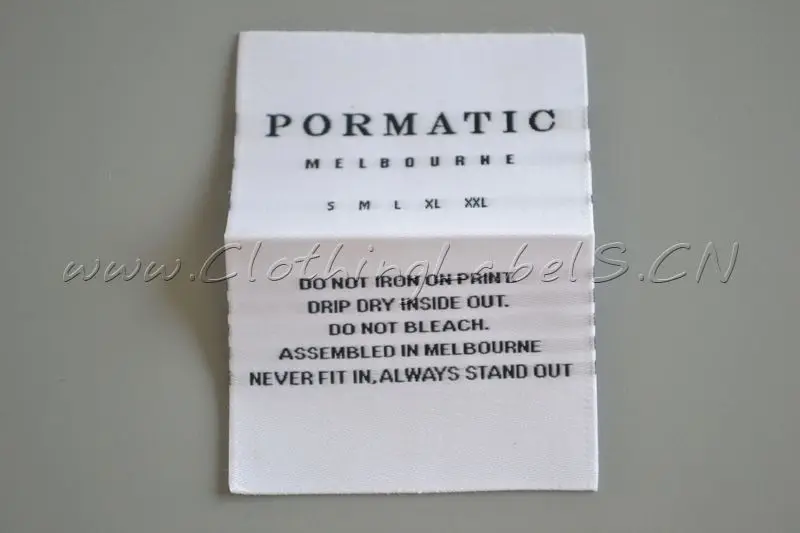 PORMATIC
MELBOURHE
S M L XL XXL
www.ClothingLabelS.CN
DO NOT IRON ON PRINT.
DRIP DRY INSIDE OUT.
DO NOT BLEACH.
ASSEMBLED IN MELBOURNE
NEVER FIT IN, ALWAYS STAND OUT